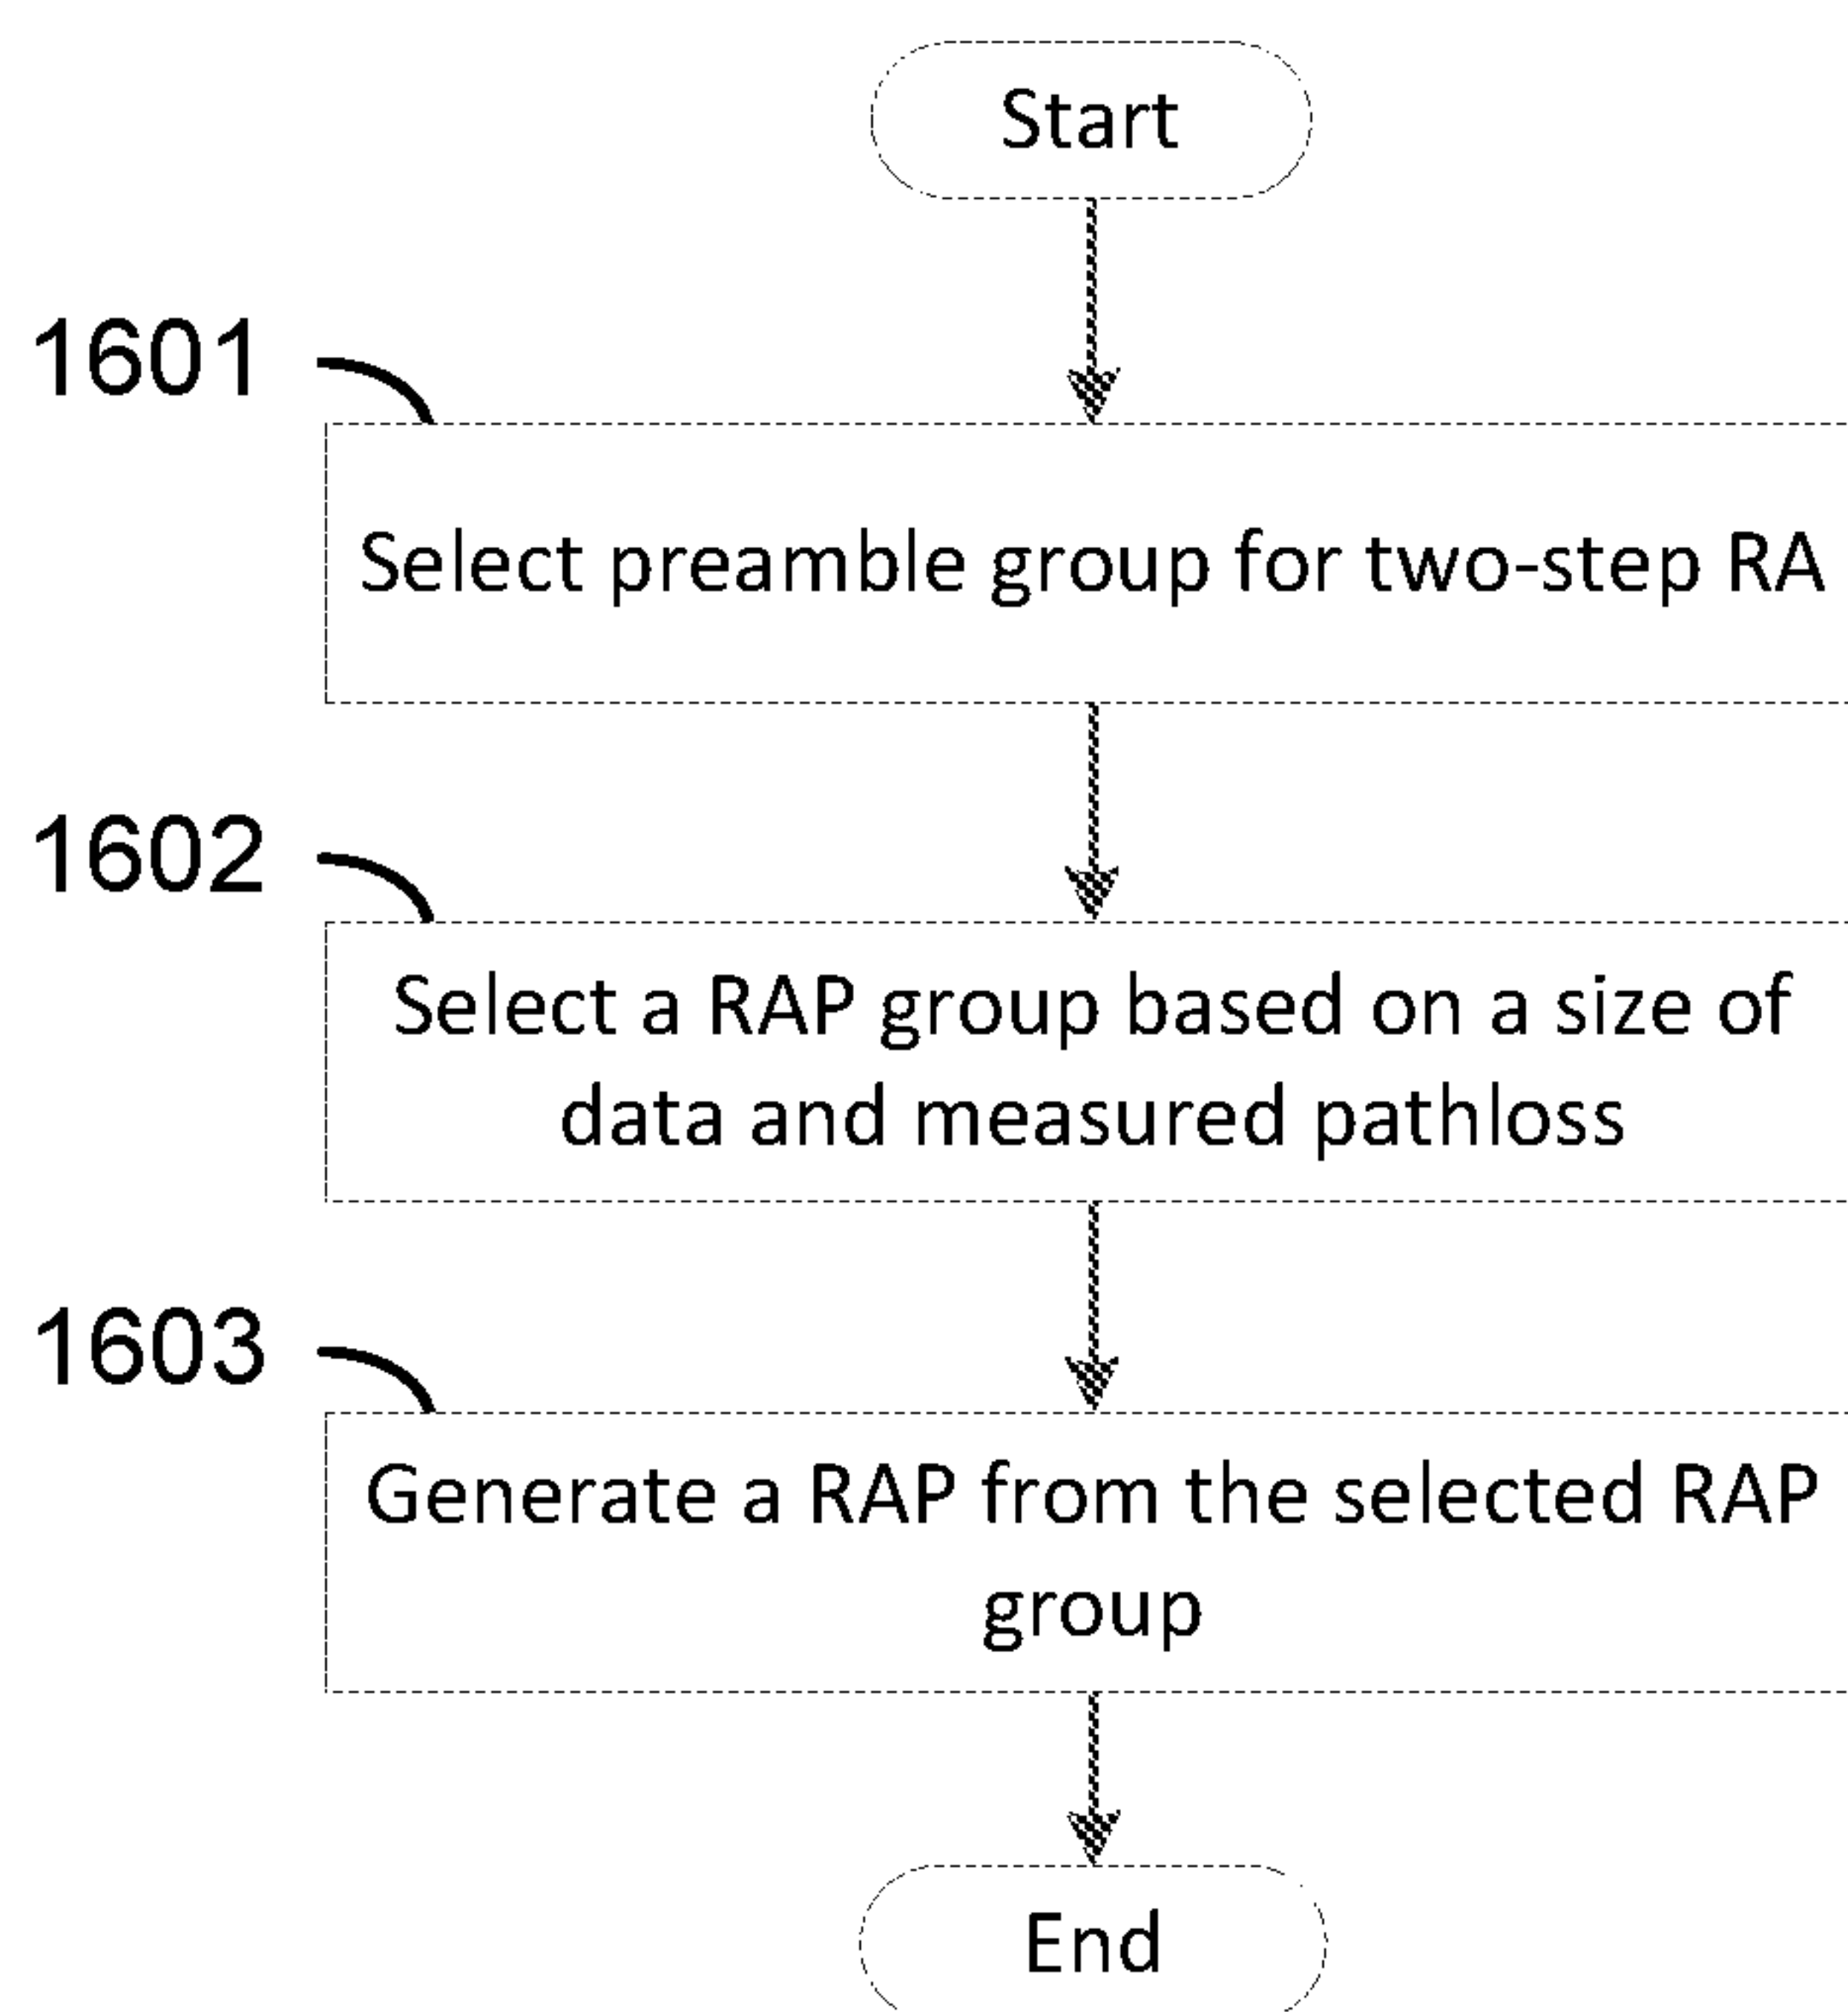 Start
1601
Select preamble group for two-step RA
1602
Select a RAP group based on a size of
data and measured pathloss
1603
Generate a RAP from the selected RAP
group
End